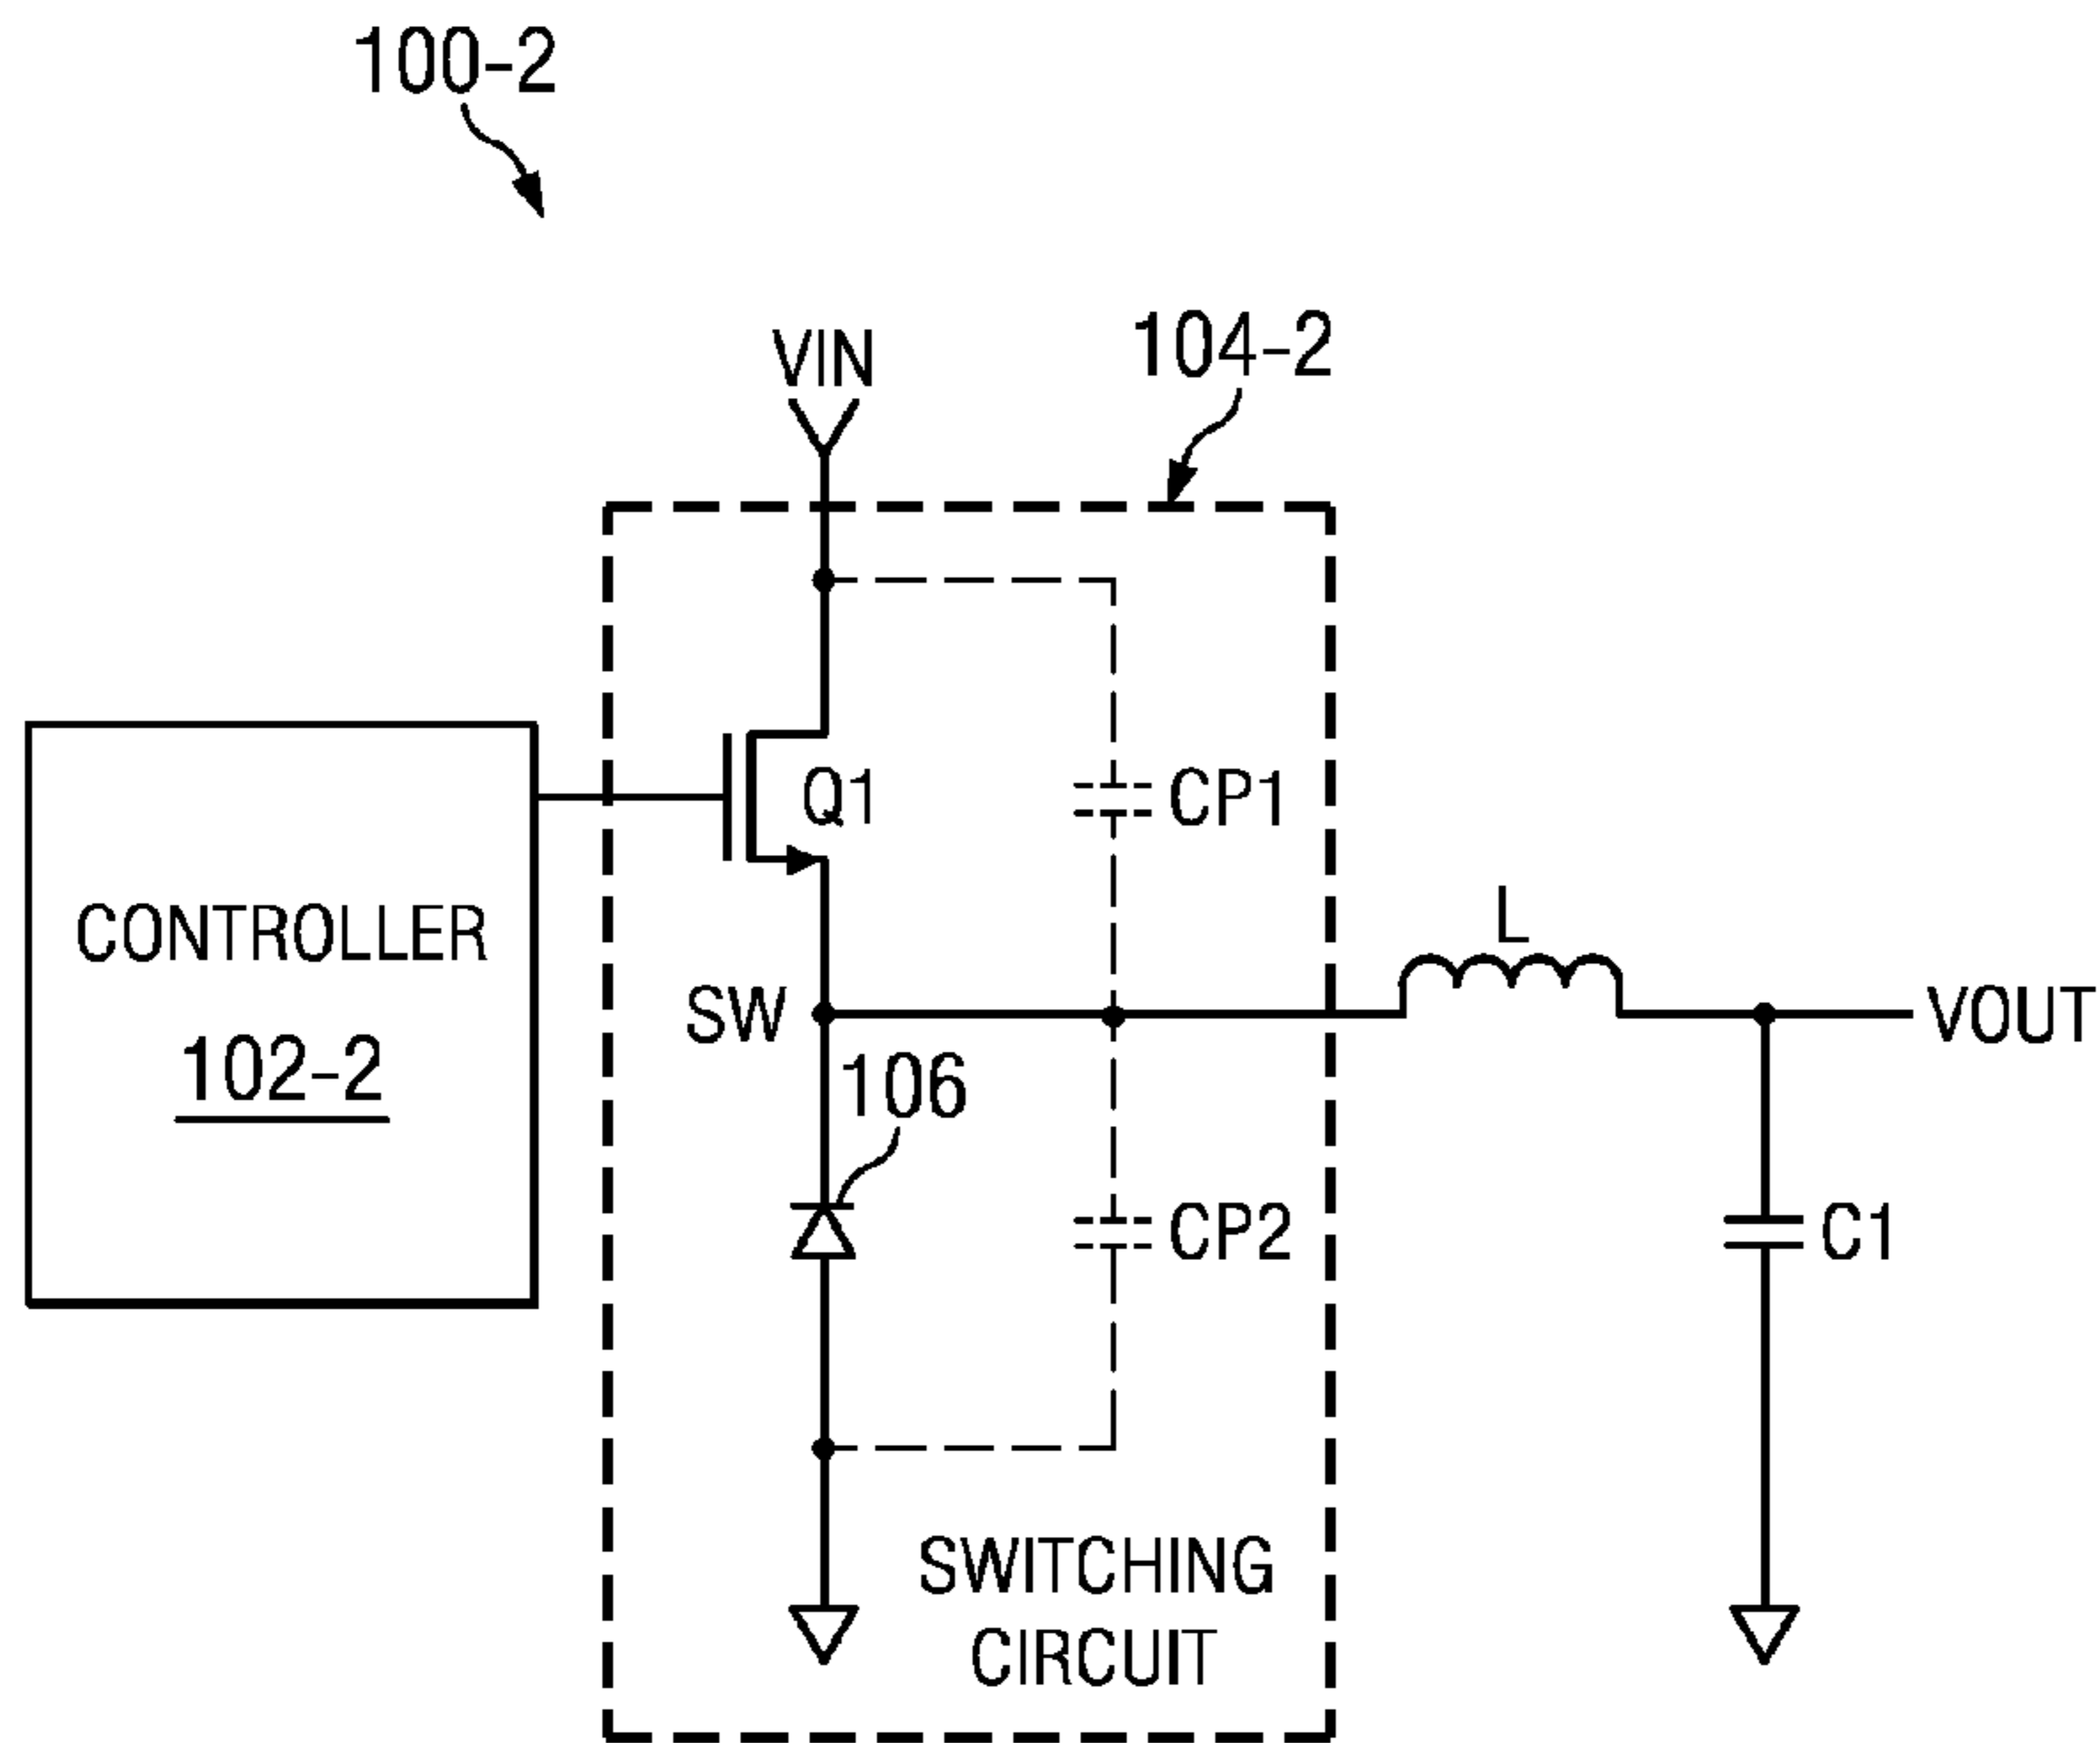 100-2
104-2
VIN
Q1
CP1
CONTROLLER
102-2
L
SW
VOUT
106
CP2
C1
SWITCHING
CIRCUIT